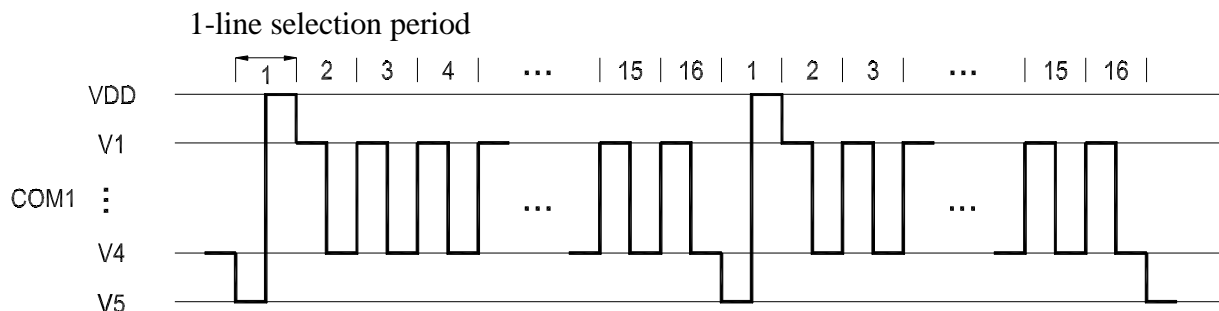 1-line selection period
1 2 3 4 ... 15 16 1 2 3 ... 15 16
VDD
V1
COM1 ⋮ ... ...
V4
V5